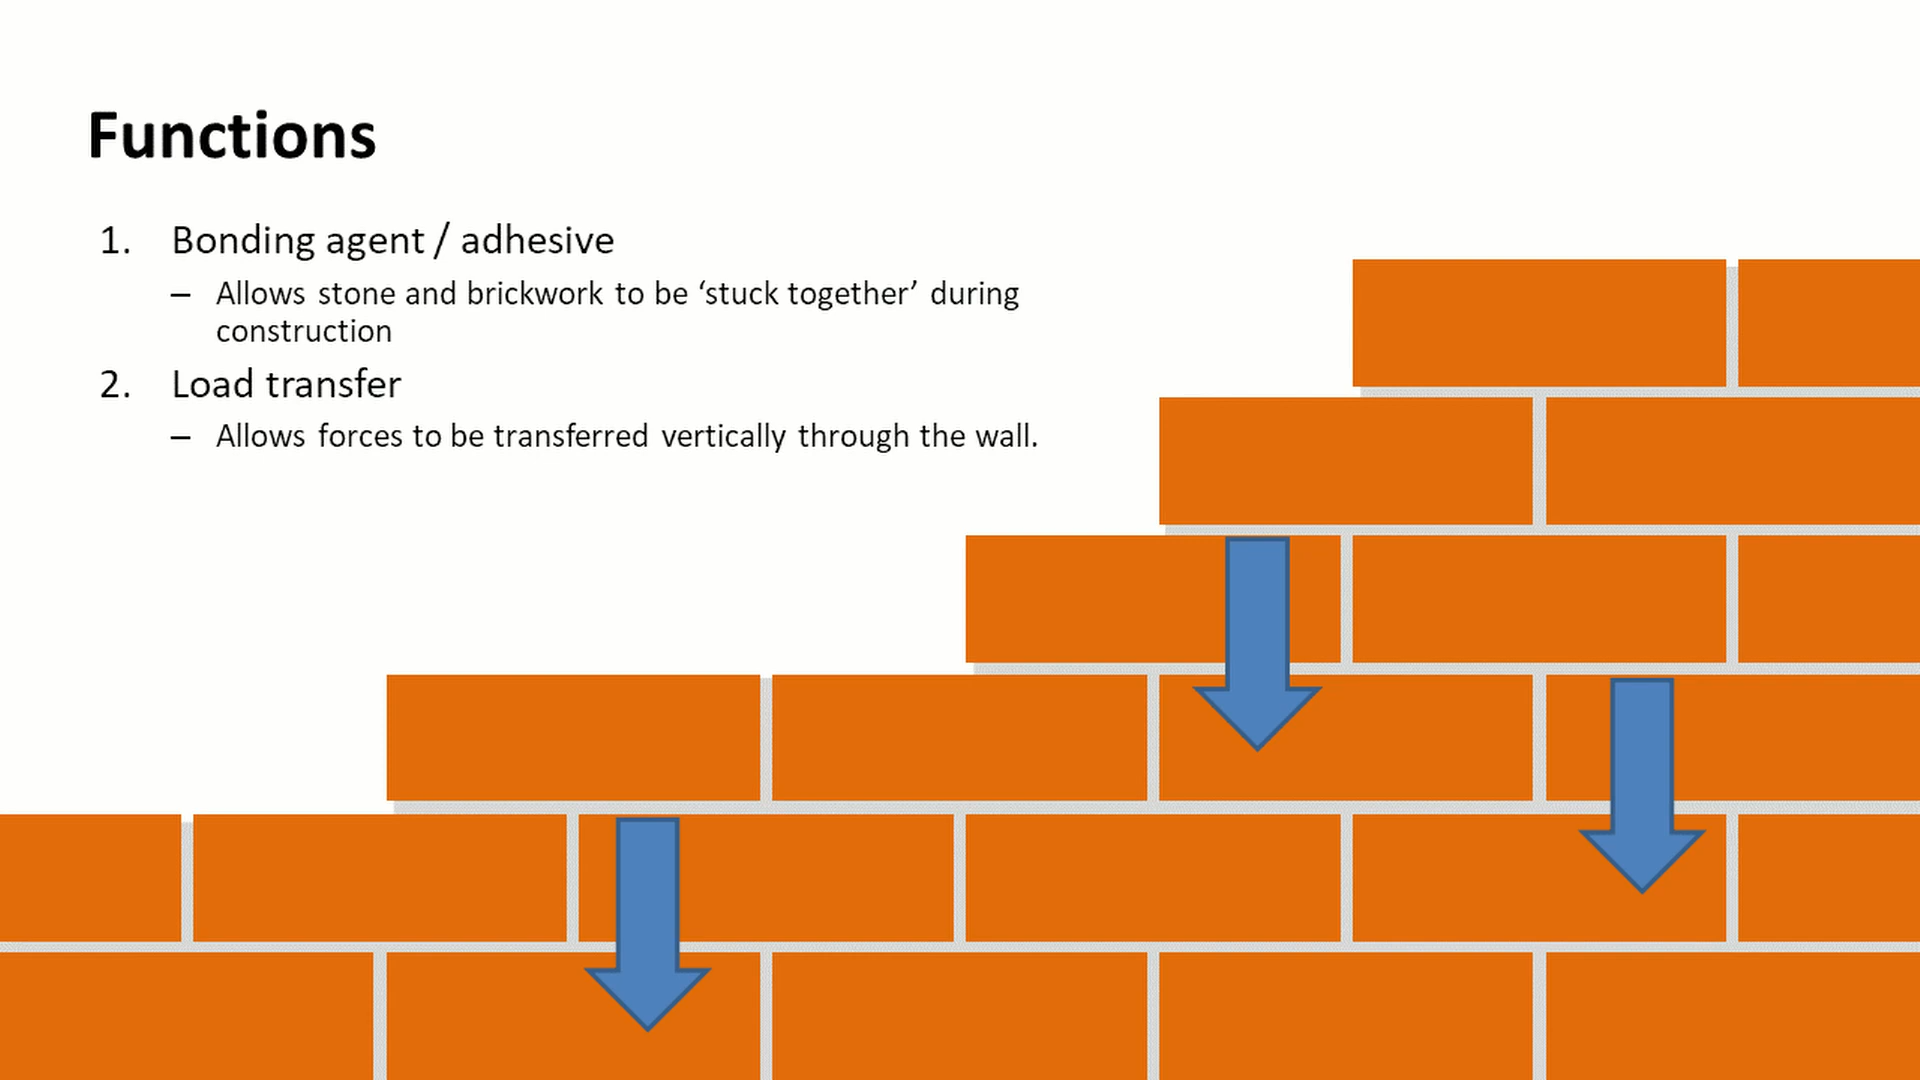 Functions
1. Bonding agent / adhesive
– Allows stone and brickwork to be ‘stuck together’ during
construction
2. Load transfer
– Allows forces to be transferred vertically through the wall.